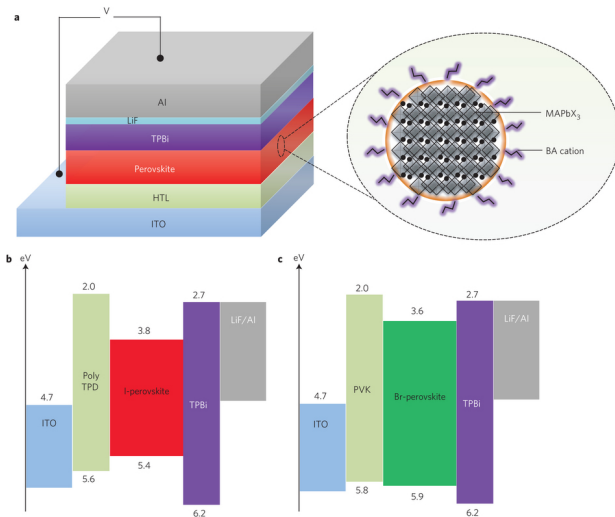 a
V
Al
LiF
TPBi
Perovskite
HTL
ITO
MAPbX3
BA cation
b
eV
2.0
2.7
3.8
LiF/Al
Poly
TPD
I-perovskite
4.7
TPBi
ITO
5.4
5.6
6.2
c
eV
2.0
2.7
3.6
LiF/Al
PVK
Br-perovskite
4.7
TPBi
ITO
5.8
5.9
6.2